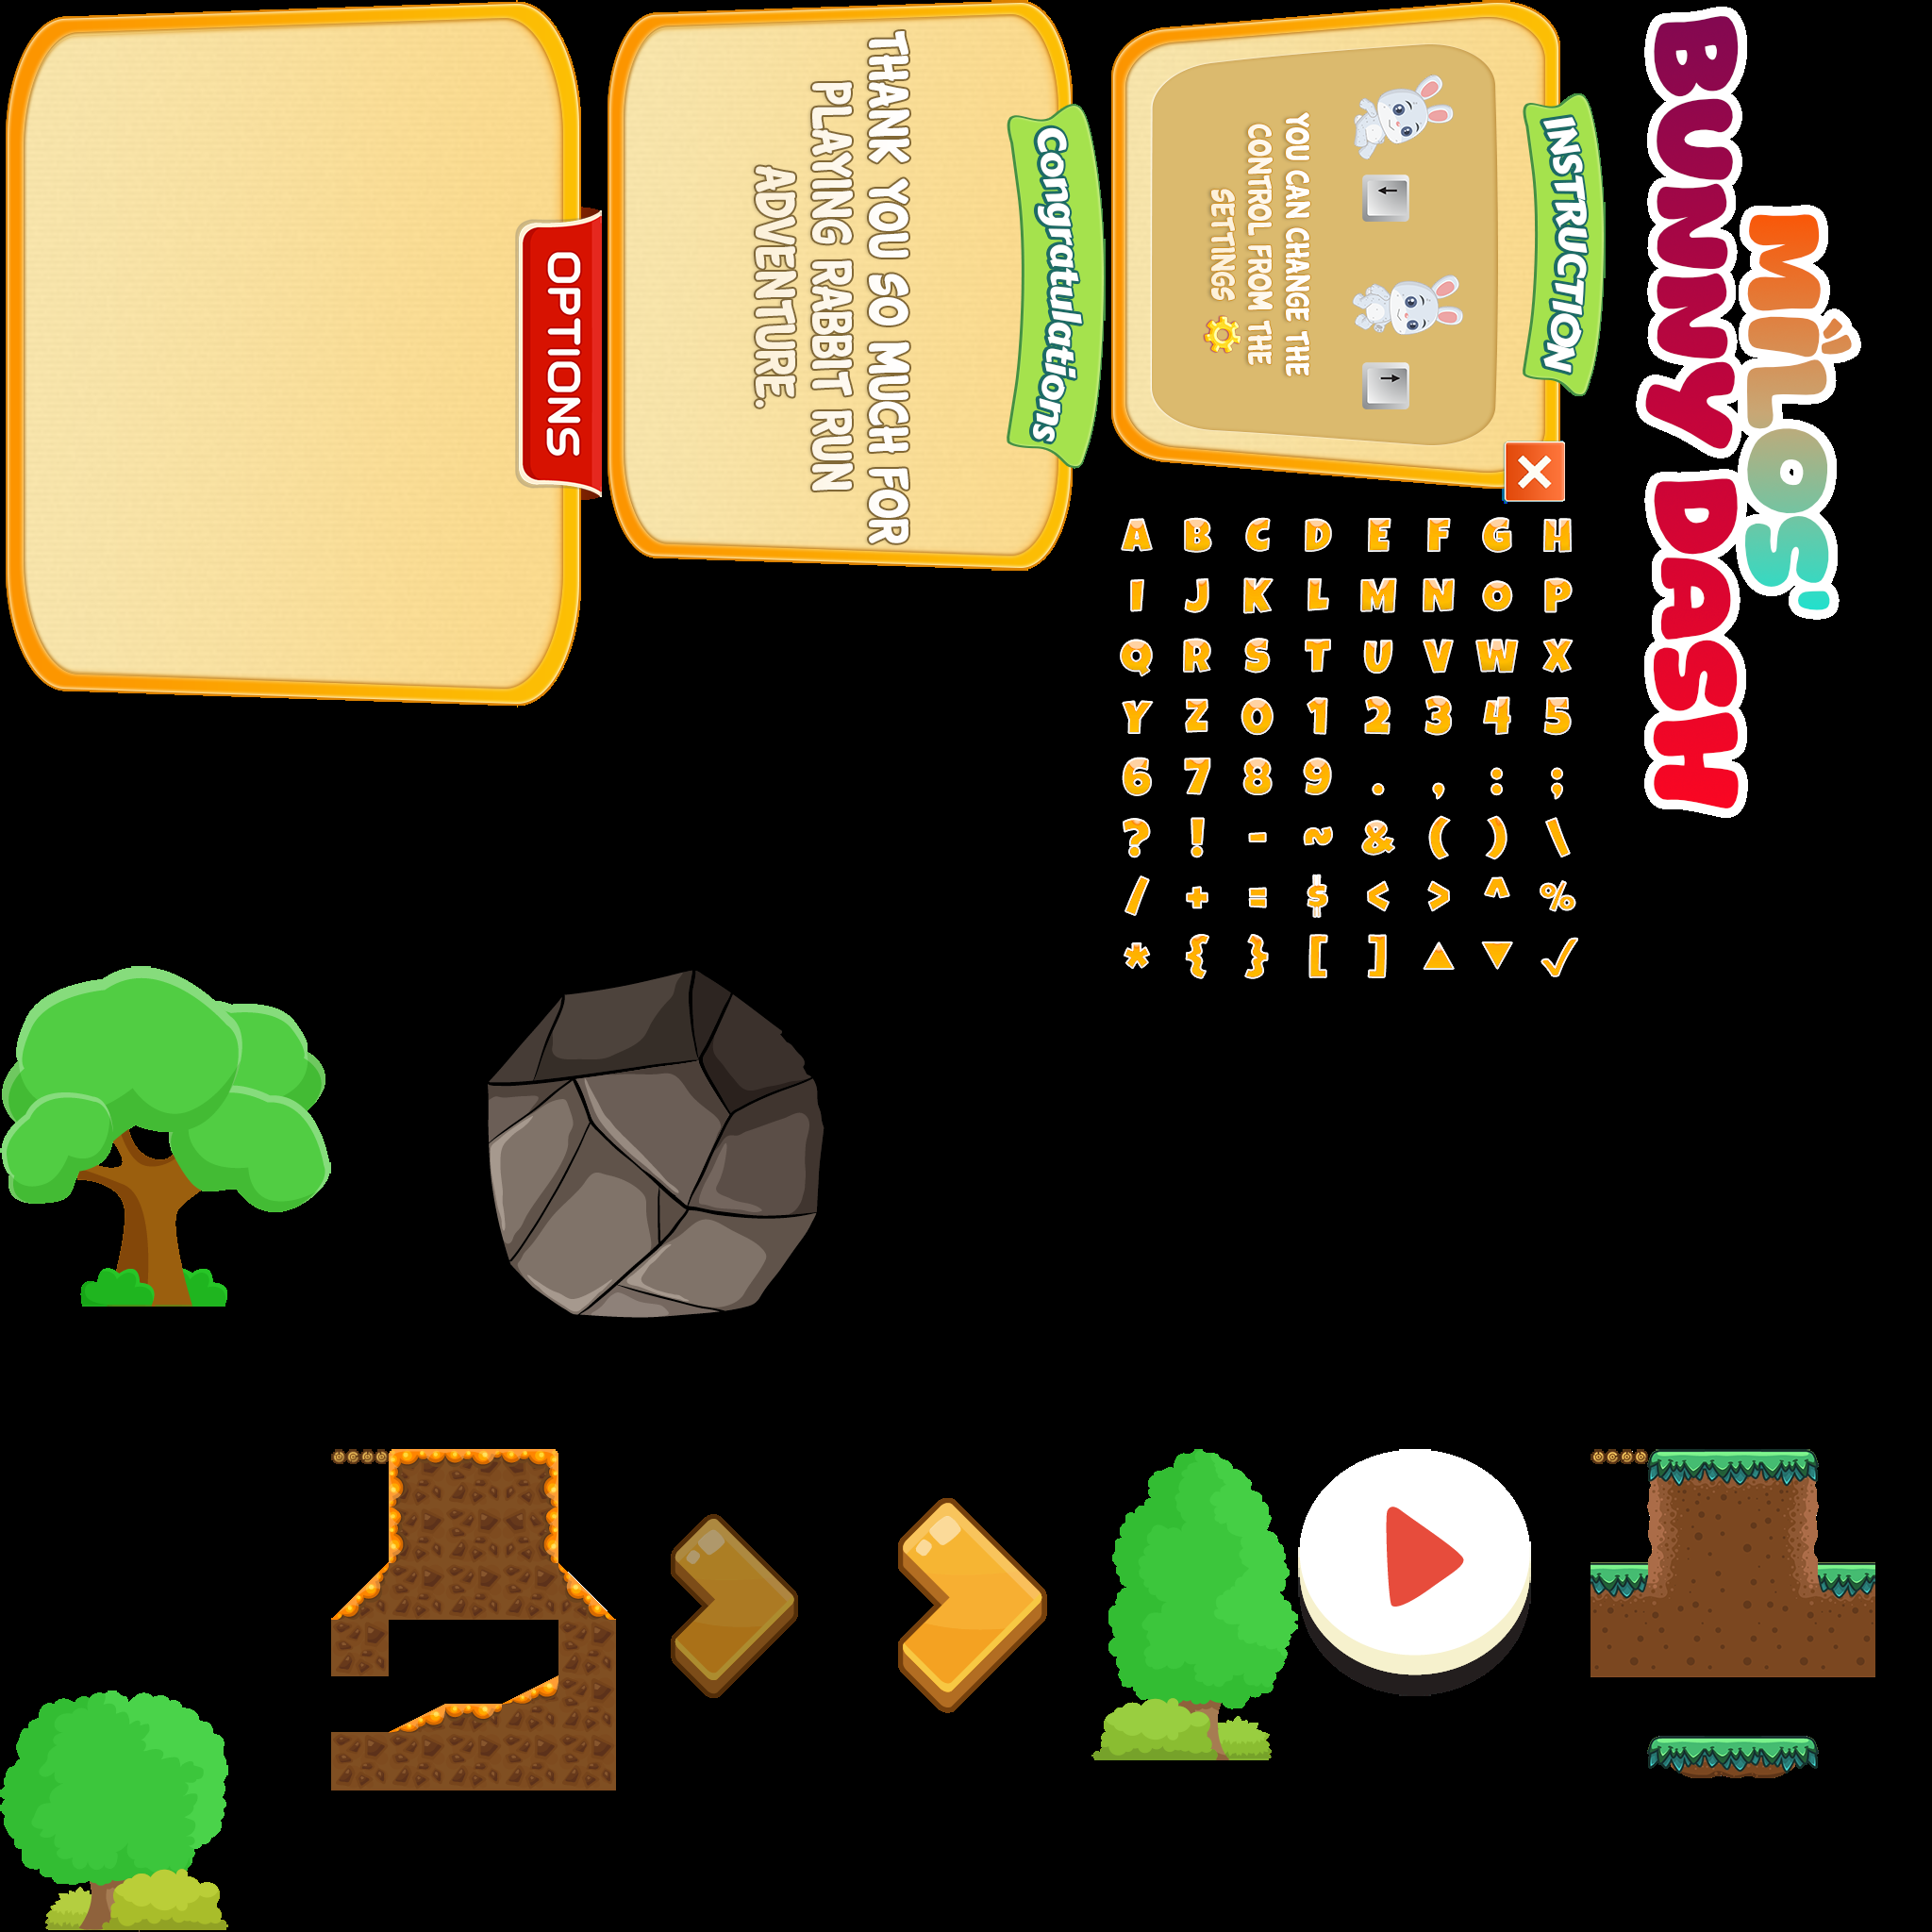 OPTIONS
Congratulations
THANK YOU SO MUCH FOR
PLAYING RABBIT RUN
ADVENTURE.
INSTRUCTION
YOU CAN CHANGE THE
CONTROL FROM THE
SETTINGS
MiLOS'
BUNNY DASH
A B C D E F G H
I J K L M N O P
Q R S T U V W X
Y Z 0 1 2 3 4 5
6 7 8 9 . , : ;
? ! - ~ & ( ) \
/ + = $ < > ^ %
* { } [ ] ▲ ▼ ✓